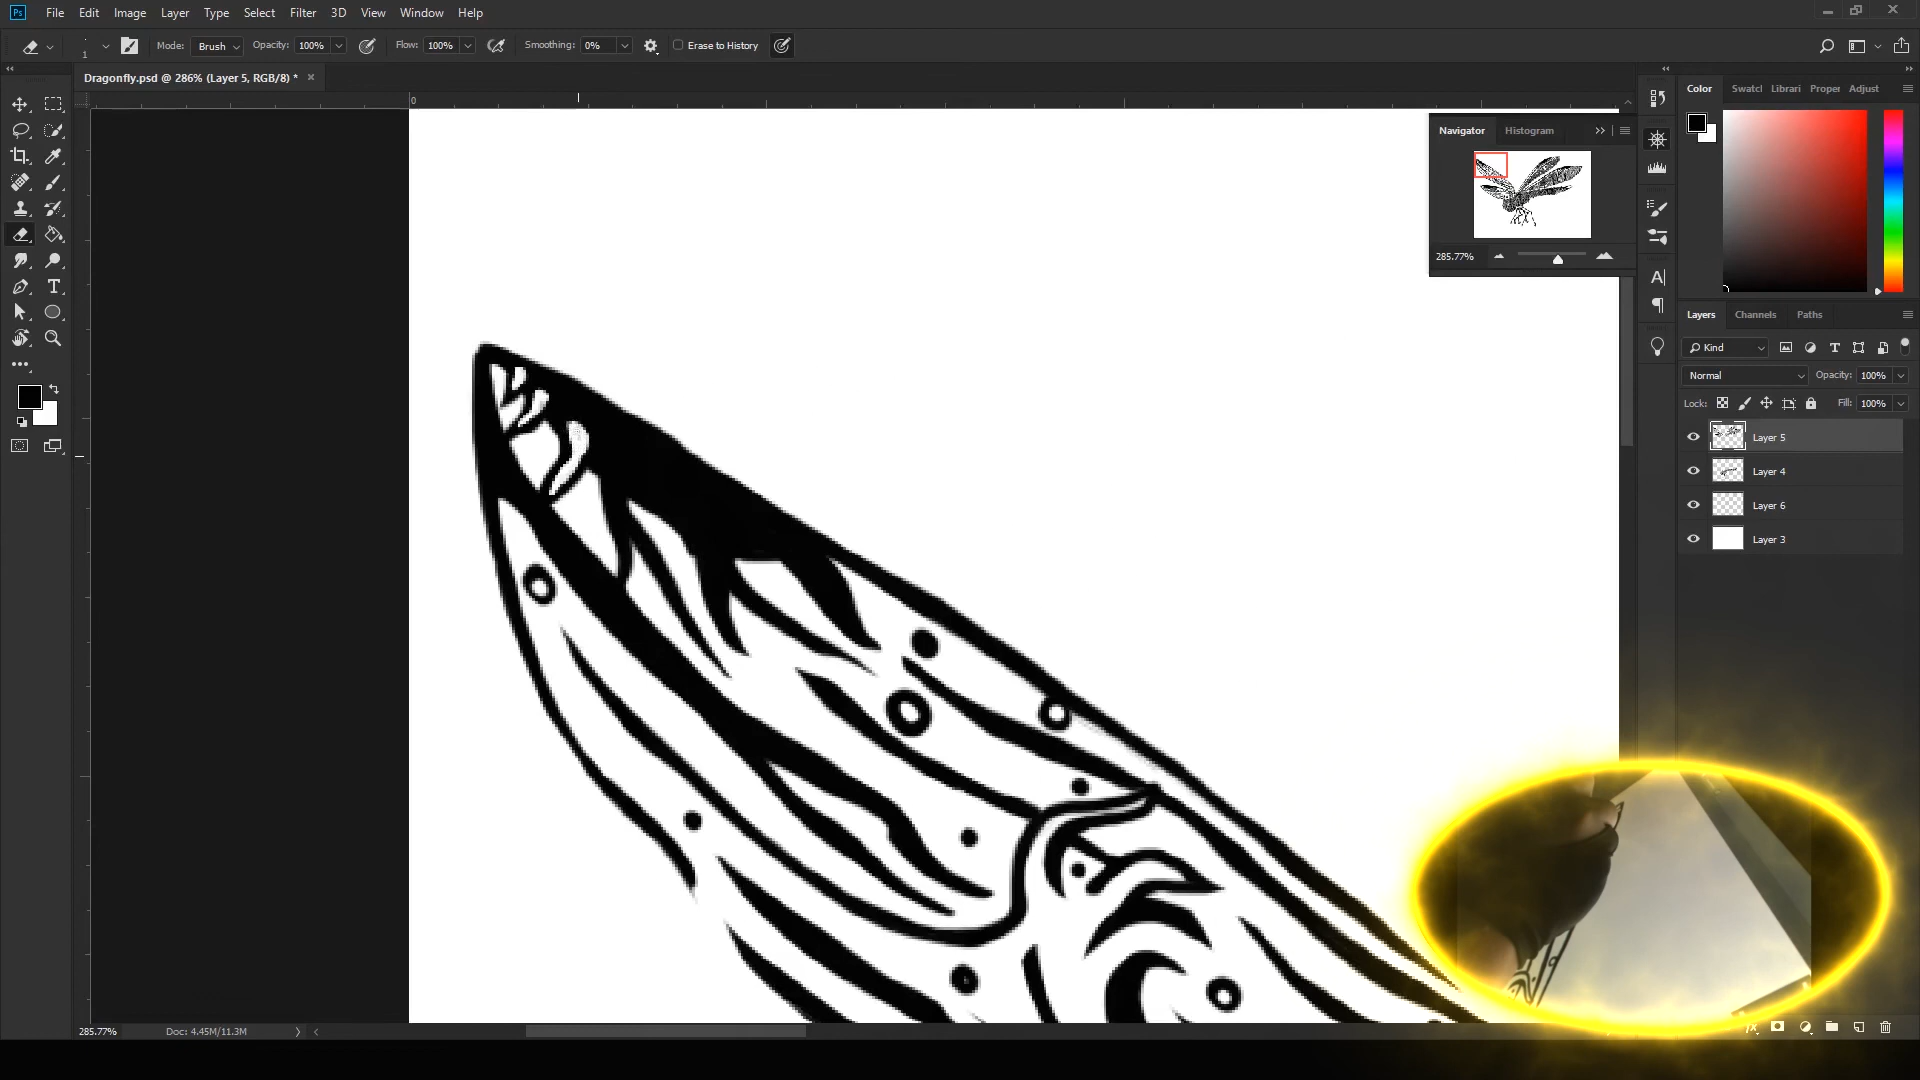 Ps File Edit Image Layer Type Select Filter 3D View Window Help
1 Mode: Brush Opacity: 100% Flow: 100% Smoothing: 0% Erase to History
Dragonfly.psd @ 286% (Layer 5, RGB/8) *
0
Navigator Histogram
285.77%
Color Swatcl Librari Proper Adjust
Layers Channels Paths
Kind
Normal Opacity: 100%
Lock: Fill: 100%
Layer 5
Layer 4
Layer 6
Layer 3
285.77% Doc: 4.45M/11.3M
fx